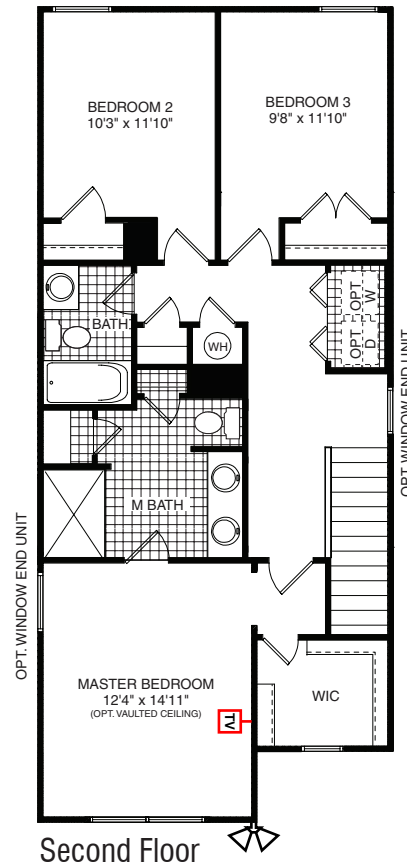 BEDROOM 2
10'3" x 11'10"
BEDROOM 3
9'8" x 11'10"
BATH
WH
OPT
W
OPT
D
OPT. WINDOW END UNIT
M BATH
OPT. WINDOW END UNIT
MASTER BEDROOM
12'4" x 14'11"
(OPT. VAULTED CEILING)
TV
WIC
Second Floor